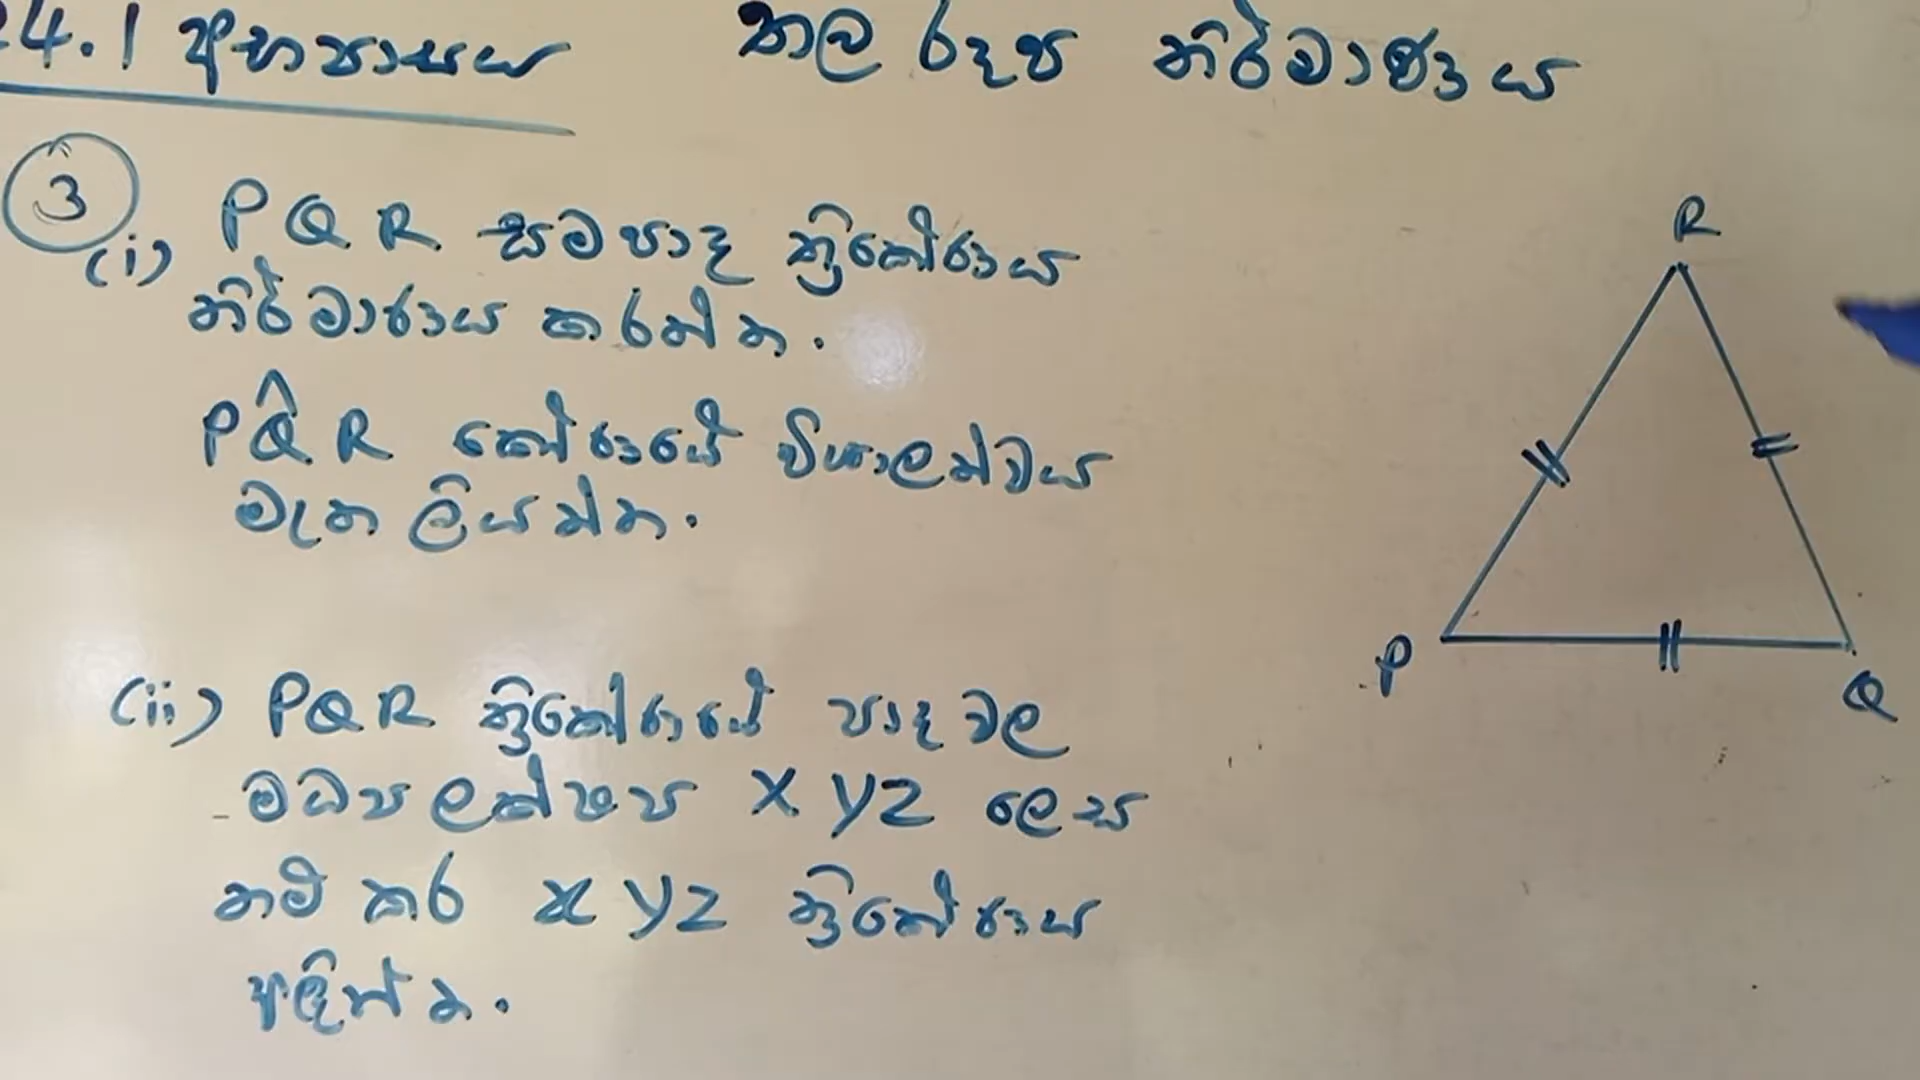 24.1 අභ්‍යාසය තල රූප නිර්මාණය
3
(i) PQR සමපාද ත්‍රිකෝණය
නිර්මාණය කරන්න.
PQ̂R කෝණයේ විශාලත්වය
මැන ලියන්න.
(ii) PQR ත්‍රිකෝණයේ පාදවල
මධ්‍ය ලක්ෂ්‍ය X Y Z ලෙස
නම් කර X Y Z ත්‍රිකෝණය
අඳින්න.
R
P
Q